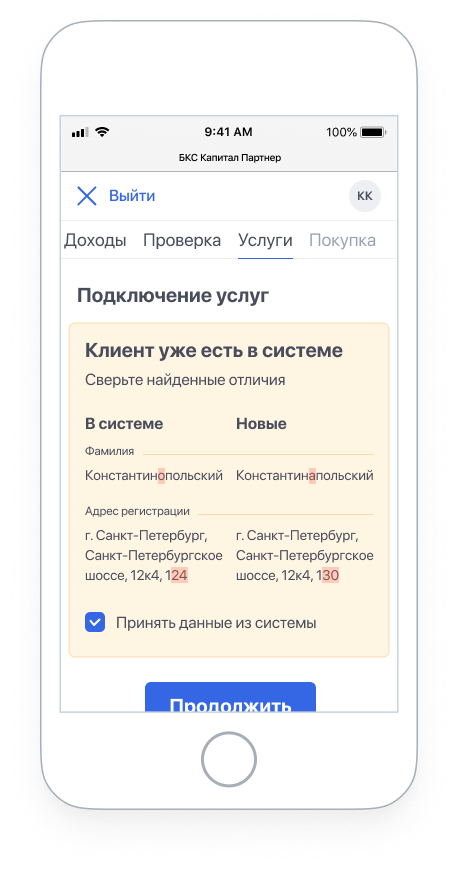 9:41 AM 100%
БКС Капитал Партнер
Выйти КК
Доходы Проверка Услуги Покупка
Подключение услуг
Клиент уже есть в системе
Сверьте найденные отличия
В системе Новые
Фамилия
Константинопольский Константинапольский
Адрес регистрации
г. Санкт-Петербург, г. Санкт-Петербург,
Санкт-Петербургское Санкт-Петербургское
шоссе, 12к4, 124 шоссе, 12к4, 130
Принять данные из системы
Продолжить